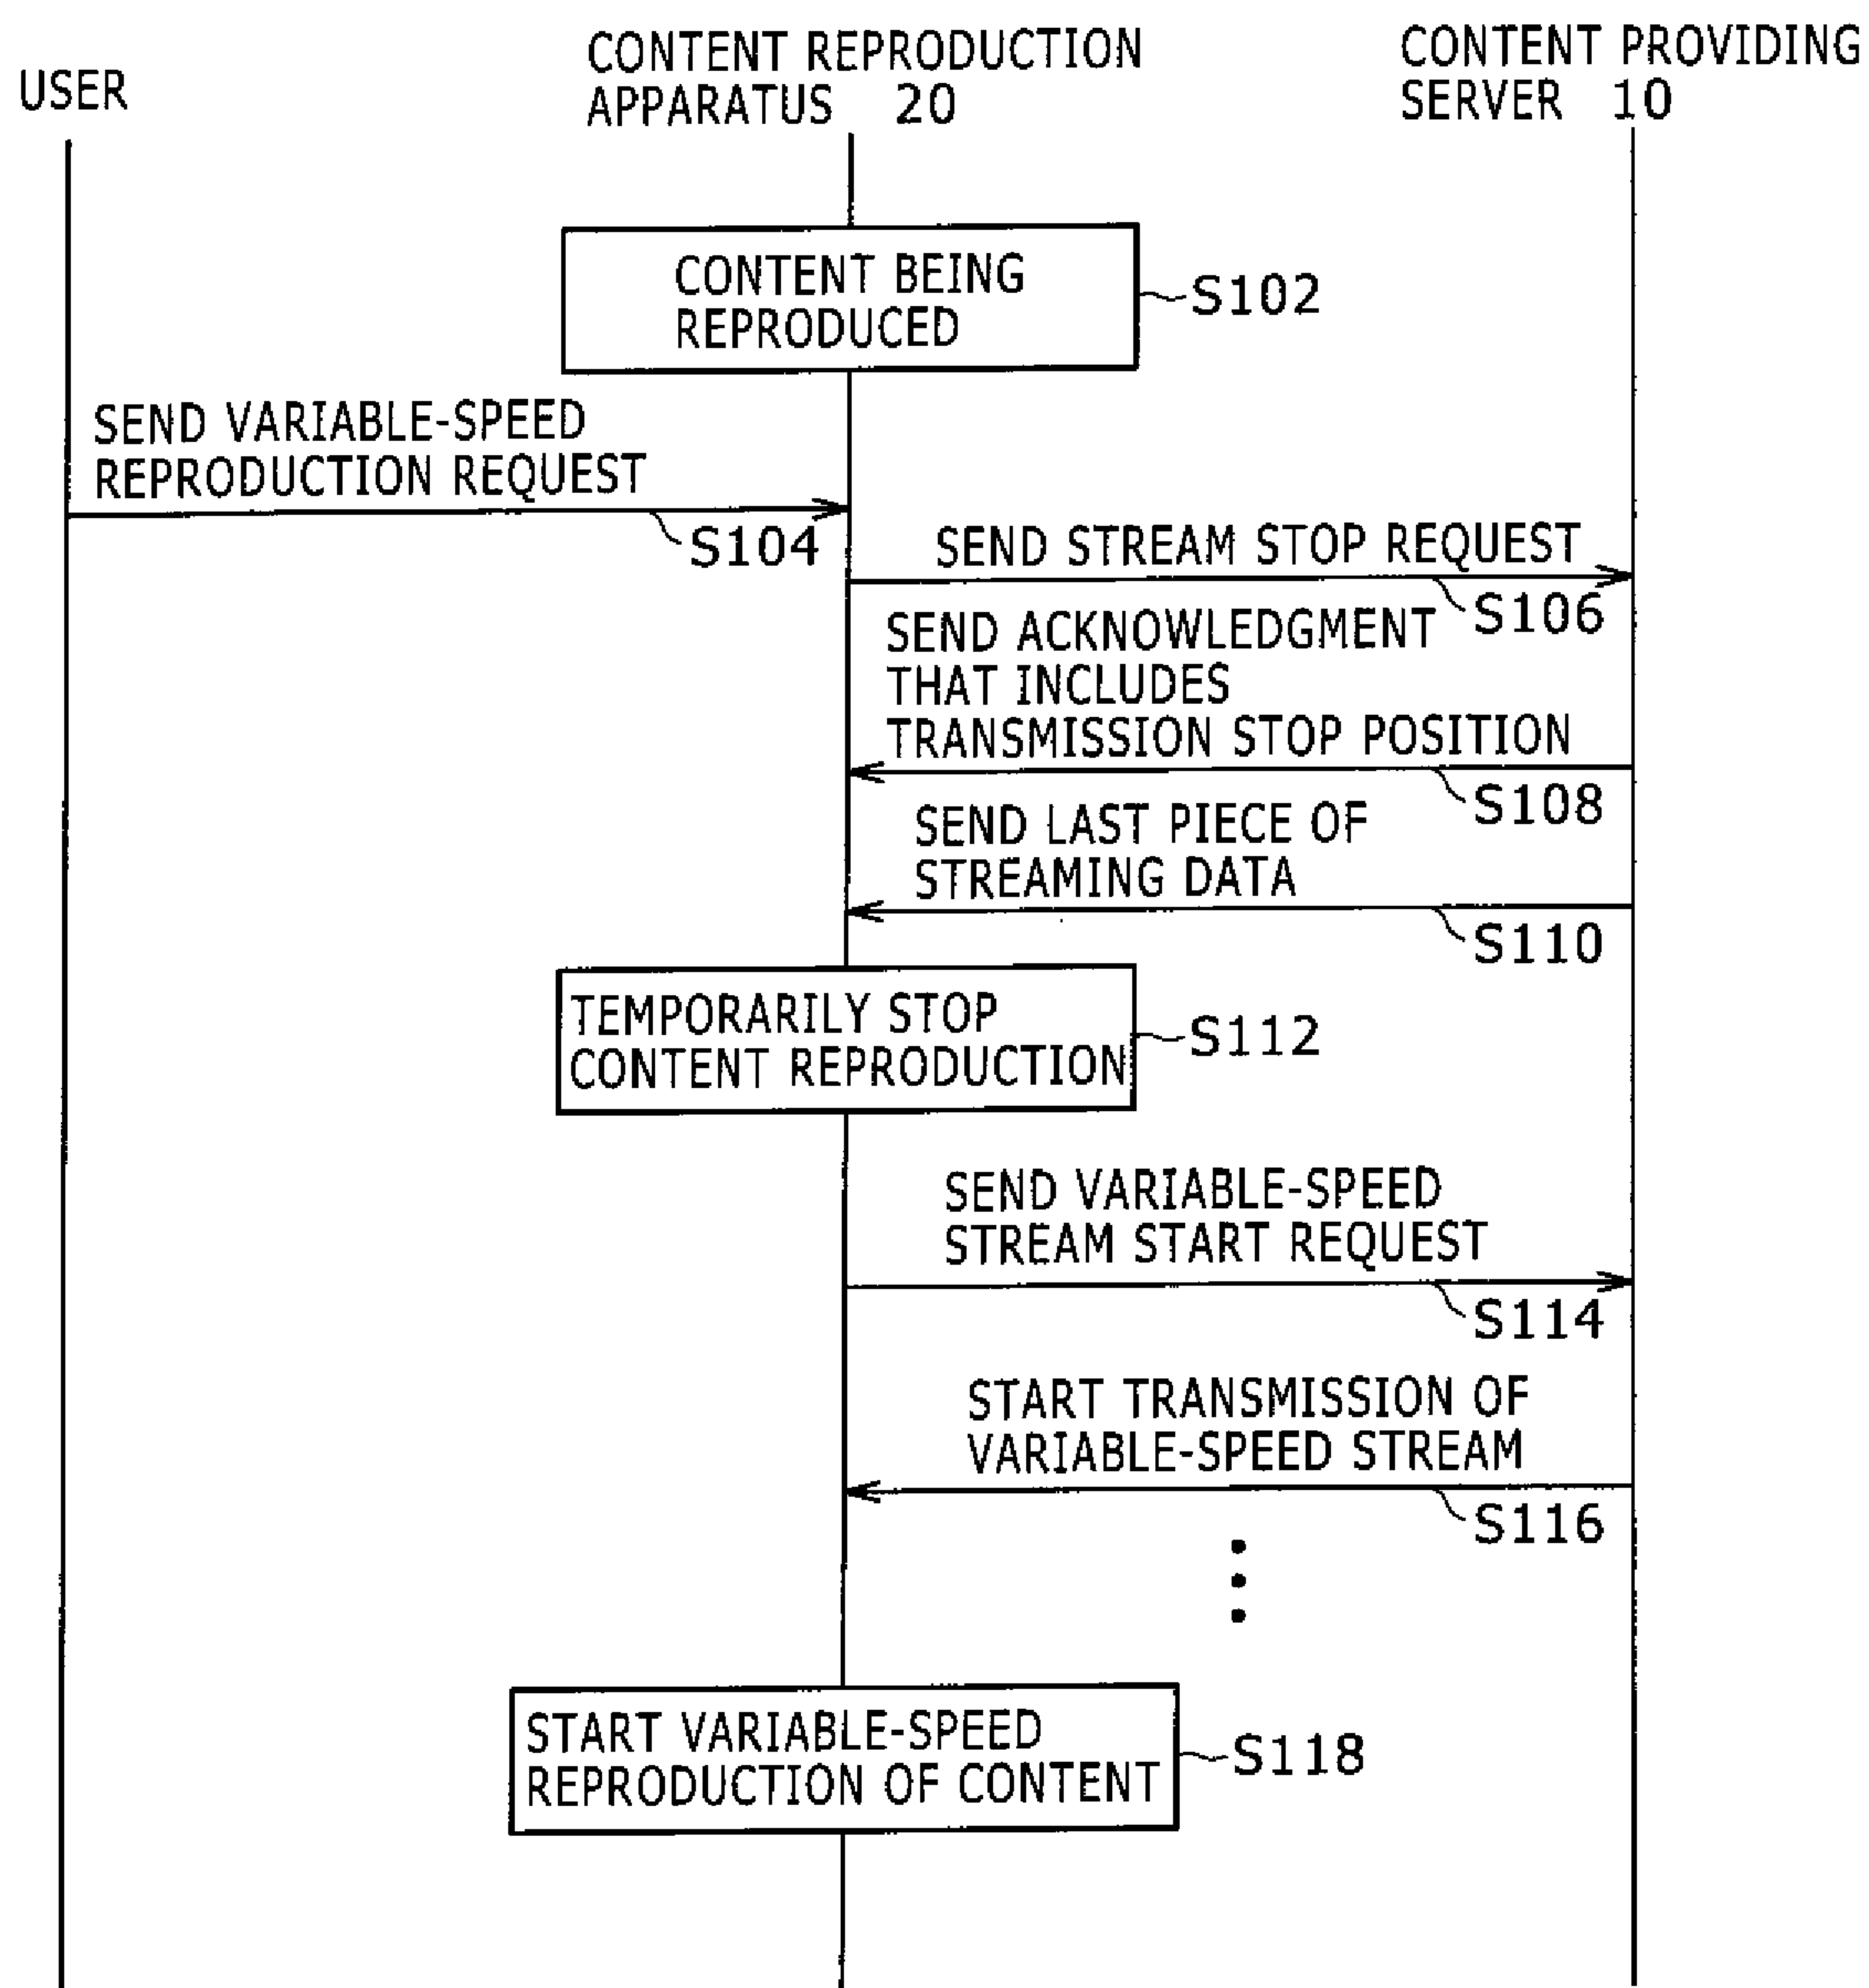 USER
CONTENT REPRODUCTION
APPARATUS 20
CONTENT PROVIDING
SERVER 10
CONTENT BEING
REPRODUCED
S102
SEND VARIABLE-SPEED
REPRODUCTION REQUEST
S104
SEND STREAM STOP REQUEST
S106
SEND ACKNOWLEDGMENT
THAT INCLUDES
TRANSMISSION STOP POSITION
S108
SEND LAST PIECE OF
STREAMING DATA
S110
TEMPORARILY STOP
CONTENT REPRODUCTION
S112
SEND VARIABLE-SPEED
STREAM START REQUEST
S114
START TRANSMISSION OF
VARIABLE-SPEED STREAM
S116
START VARIABLE-SPEED
REPRODUCTION OF CONTENT
S118